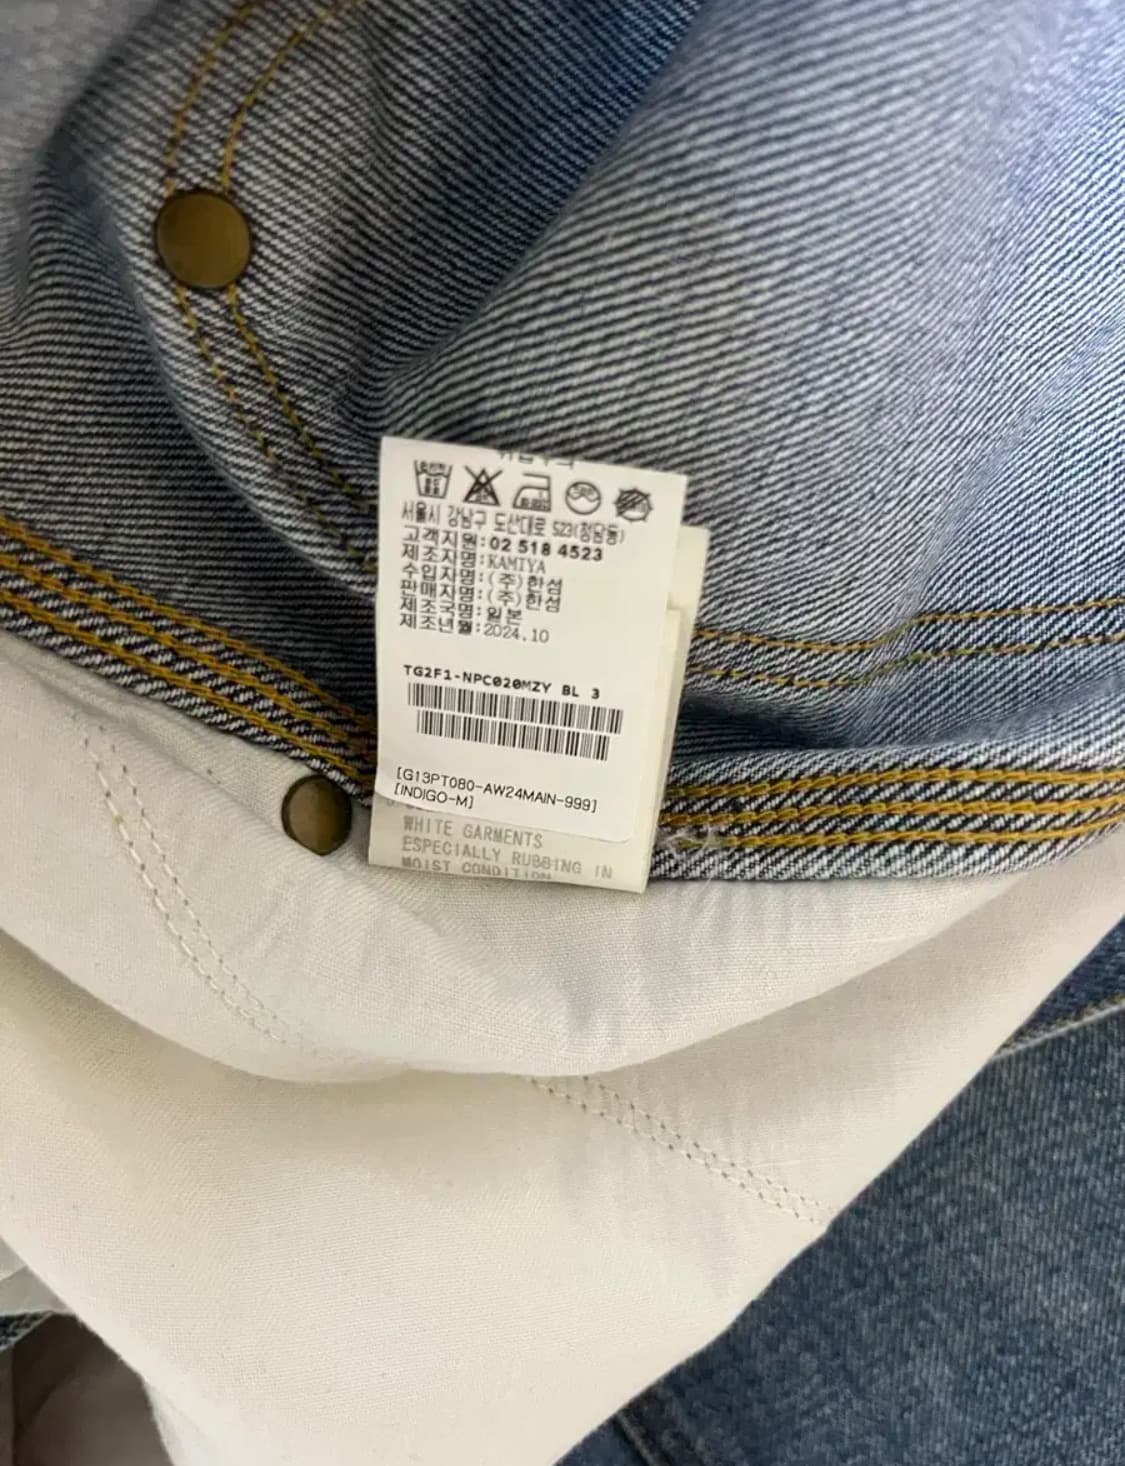 서울시 강남구 도산대로 523(청담동)
고객지원:02 518 4523
제조자명:KAMIYA
수입자명:(주)한섬
판매자명:(주)한섬
제조국명:일본
제조년월:2024.10
TG2F1-NPC020MZY BL 3
[G13PT080-AW24MAIN-999]
[INDIGO-M]
WHITE GARMENTS
ESPECIALLY RUBBING IN
MOIST CONDITION